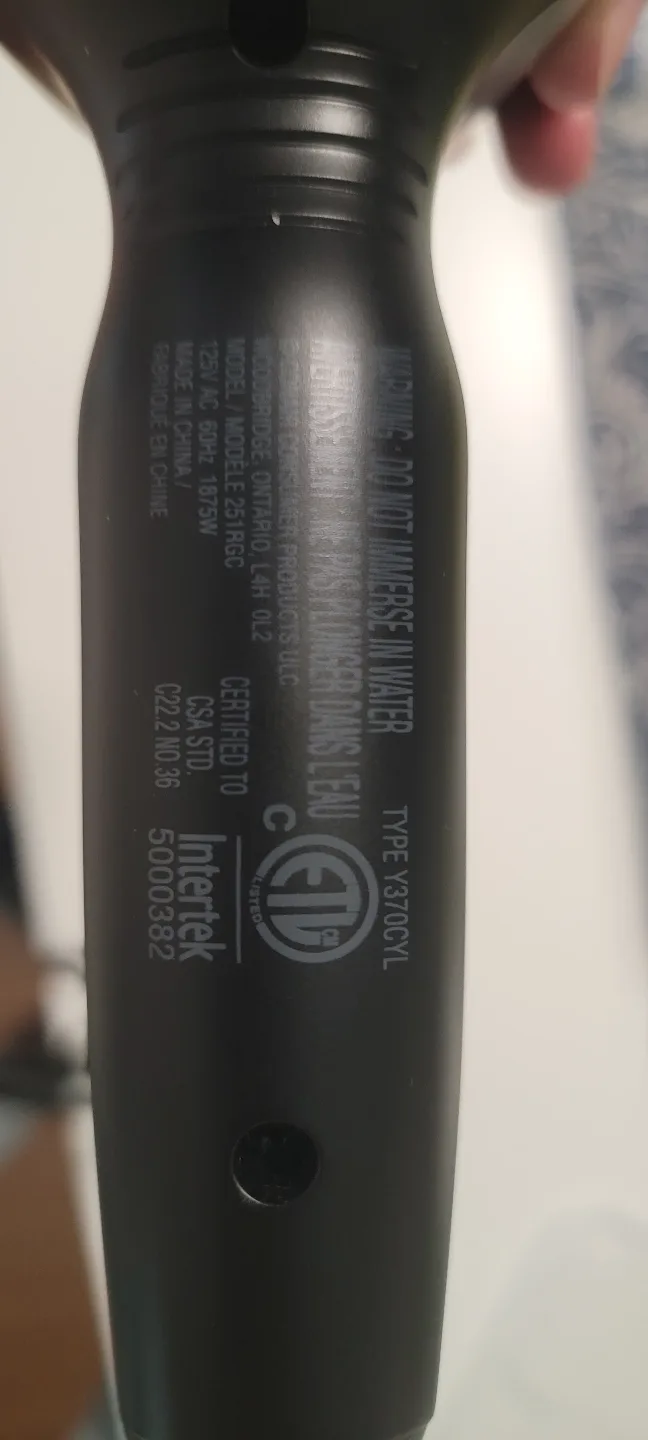 WARNING - DO NOT IMMERSE IN WATER
AVERTISSEMENT - NE PAS PLONGER DANS L'EAU
CONSUMER PRODUCTS ULC
WOODBRIDGE, ONTARIO, L4H 0L2
MODEL / MODÈLE 251RGC
125V AC 60Hz 1875W
MADE IN CHINA /
FABRIQUÉ EN CHINE
CERTIFIED TO
CSA STD.
C22.2 NO.36
TYPE Y370CYL
C
ETL
CM
LISTED
Intertek
5000382